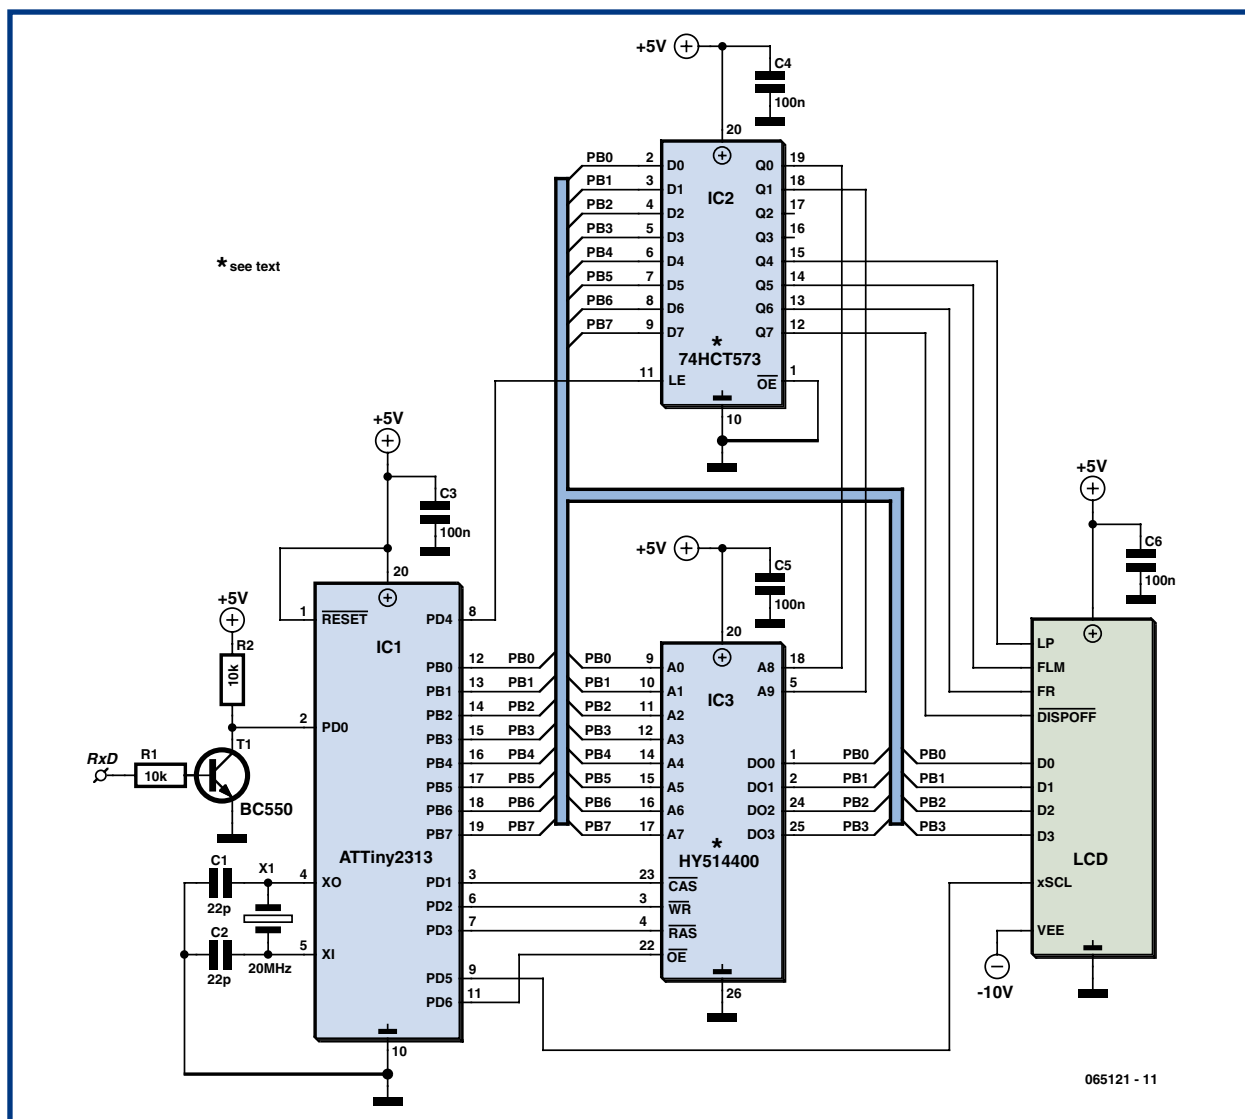 +5V
C4
100n
20
PB0 2 D0 Q0 19
PB1 3 D1 Q1 18
IC2
PB2 4 D2 Q2 17
PB3 5 D3 Q3 16
PB4 6 D4 Q4 15
PB5 7 D5 Q5 14
PB6 8 D6 Q6 13
PB7 9 D7 Q7 12
*
74HCT573
11 LE OE 1
10
* see text
+5V
C3
100n
20
1 RESET PD4 8
IC1
PB0 12 PB0
PB1 13 PB1
PB2 14 PB2
PB3 15 PB3
PB4 16 PB4
PB5 17 PB5
PB6 18 PB6
PB7 19 PB7
ATTiny2313
2 PD0
4 XO PD1 3
PD2 6
PD3 7
5 XI
PD5 9
PD6 11
10
+5V
R2
10k
T1
RxD
R1
10k
BC550
C1
22p
X1
C2
22p
20MHz
+5V
C5
100n
20
PB0 9 A0 A8 18
PB1 10 A1 A9 5
IC3
PB2 11 A2
PB3 12 A3
PB4 14 A4 DO0 1 PB0
PB5 15 A5 DO1 2 PB1
PB6 16 A6 DO2 24 PB2
PB7 17 A7 DO3 25 PB3
*
HY514400
23 CAS
3 WR
4 RAS
22 OE
26
+5V
C6
100n
LP
FLM
FR
DISPOFF
PB0 D0
PB1 D1
PB2 D2
PB3 D3
LCD
xSCL
VEE
-10V
065121 - 11